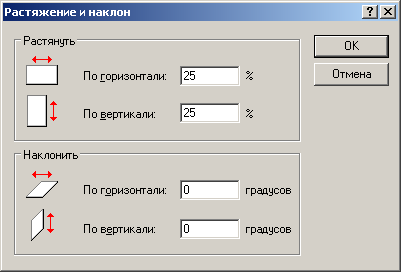 Растяжение и наклон
Растянуть
По горизонтали: 25 %
По вертикали: 25 %
Наклонить
По горизонтали: 0 градусов
По вертикали: 0 градусов
OK
Отмена